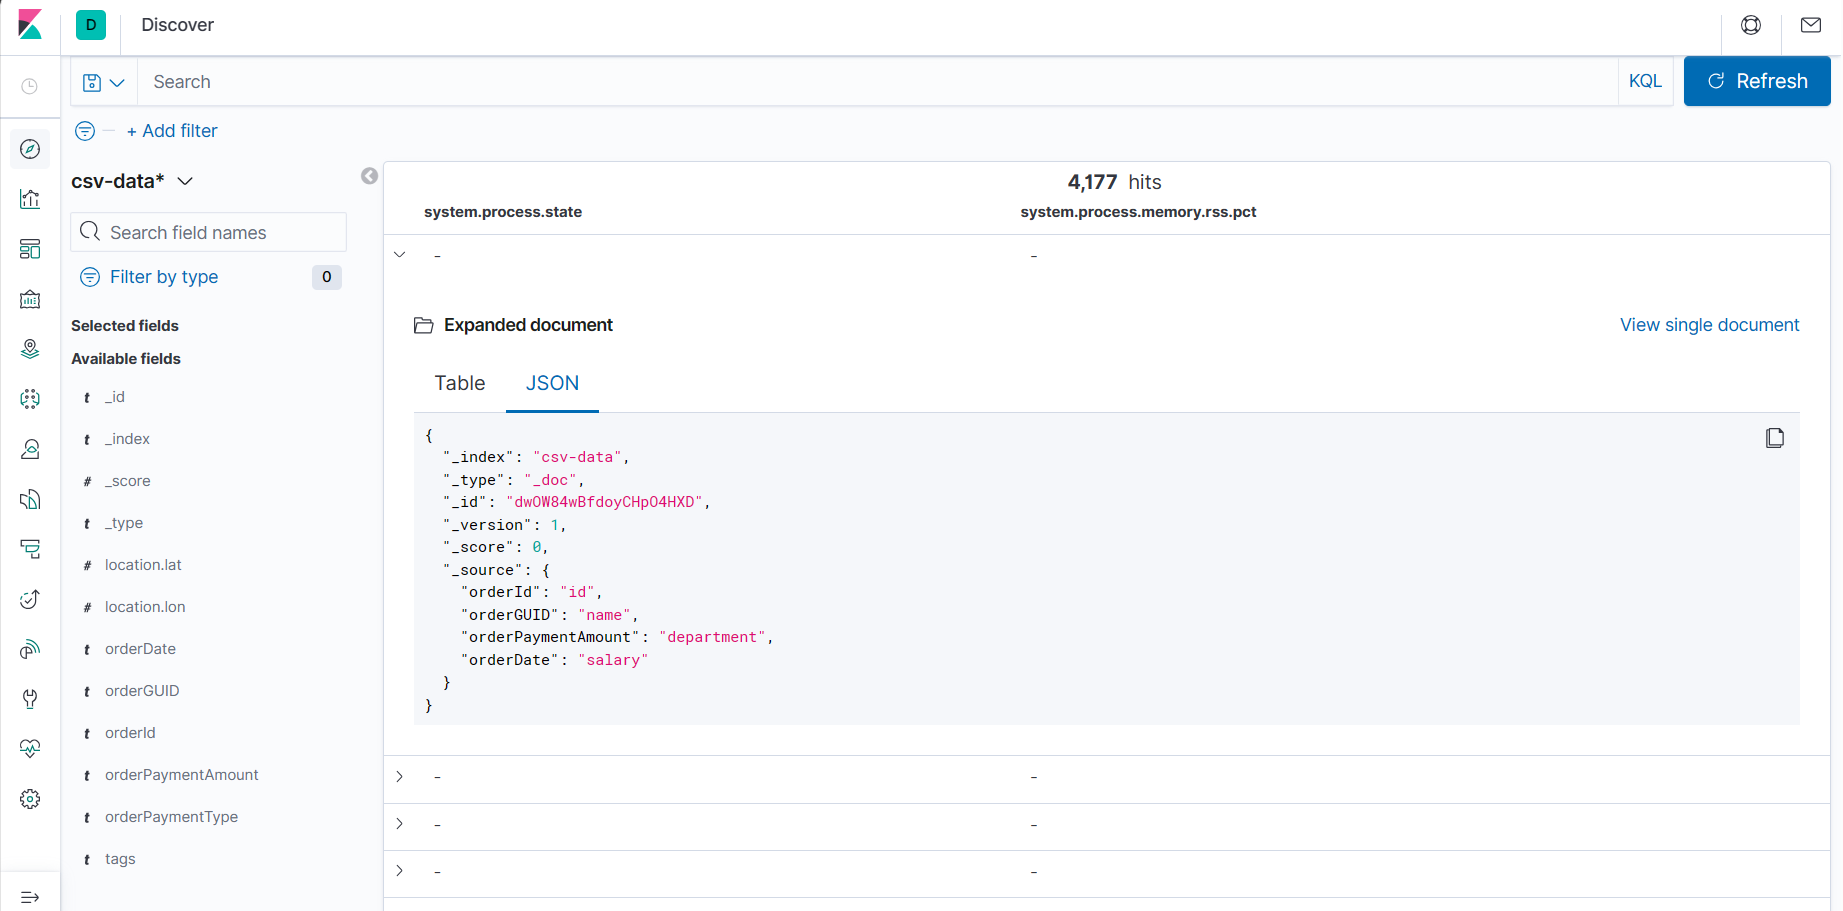 D
Discover
Search
KQL
Refresh
+ Add filter
csv-data*
4,177 hits
system.process.state
system.process.memory.rss.pct
Search field names
- -
Filter by type
0
Expanded document
View single document
Selected fields
Available fields
Table
JSON
t _id
t _index
# _score
t _type
# location.lat
# location.lon
t orderDate
t orderGUID
t orderId
t orderPaymentAmount
t orderPaymentType
t tags
{
"_index": "csv-data",
"_type": "_doc",
"_id": "dwOW84wBfdoyCHpO4HXD",
"_version": 1,
"_score": 0,
"_source": {
"orderId": "id",
"orderGUID": "name",
"orderPaymentAmount": "department",
"orderDate": "salary"
}
}
- -
- -
- -